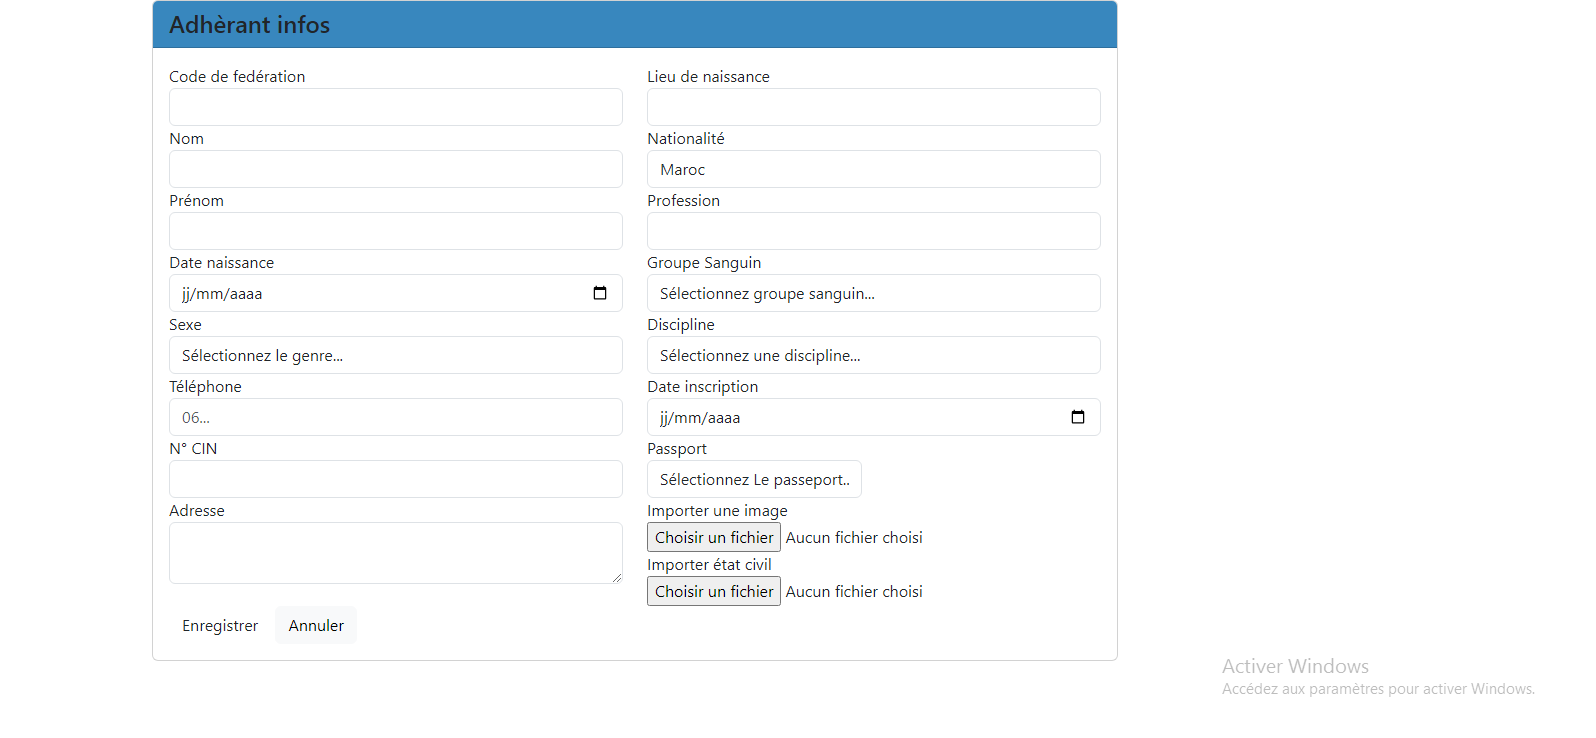 Adhèrant infos
Code de fedération
Nom
Prénom
Date naissance
jj/mm/aaaa
Sexe
Sélectionnez le genre...
Téléphone
06...
N° CIN
Adresse
Lieu de naissance
Nationalité
Maroc
Profession
Groupe Sanguin
Sélectionnez groupe sanguin...
Discipline
Sélectionnez une discipline...
Date inscription
jj/mm/aaaa
Passport
Sélectionnez Le passeport..
Importer une image
Choisir un fichier Aucun fichier choisi
Importer état civil
Choisir un fichier Aucun fichier choisi
Enregistrer Annuler
Activer Windows
Accédez aux paramètres pour activer Windows.